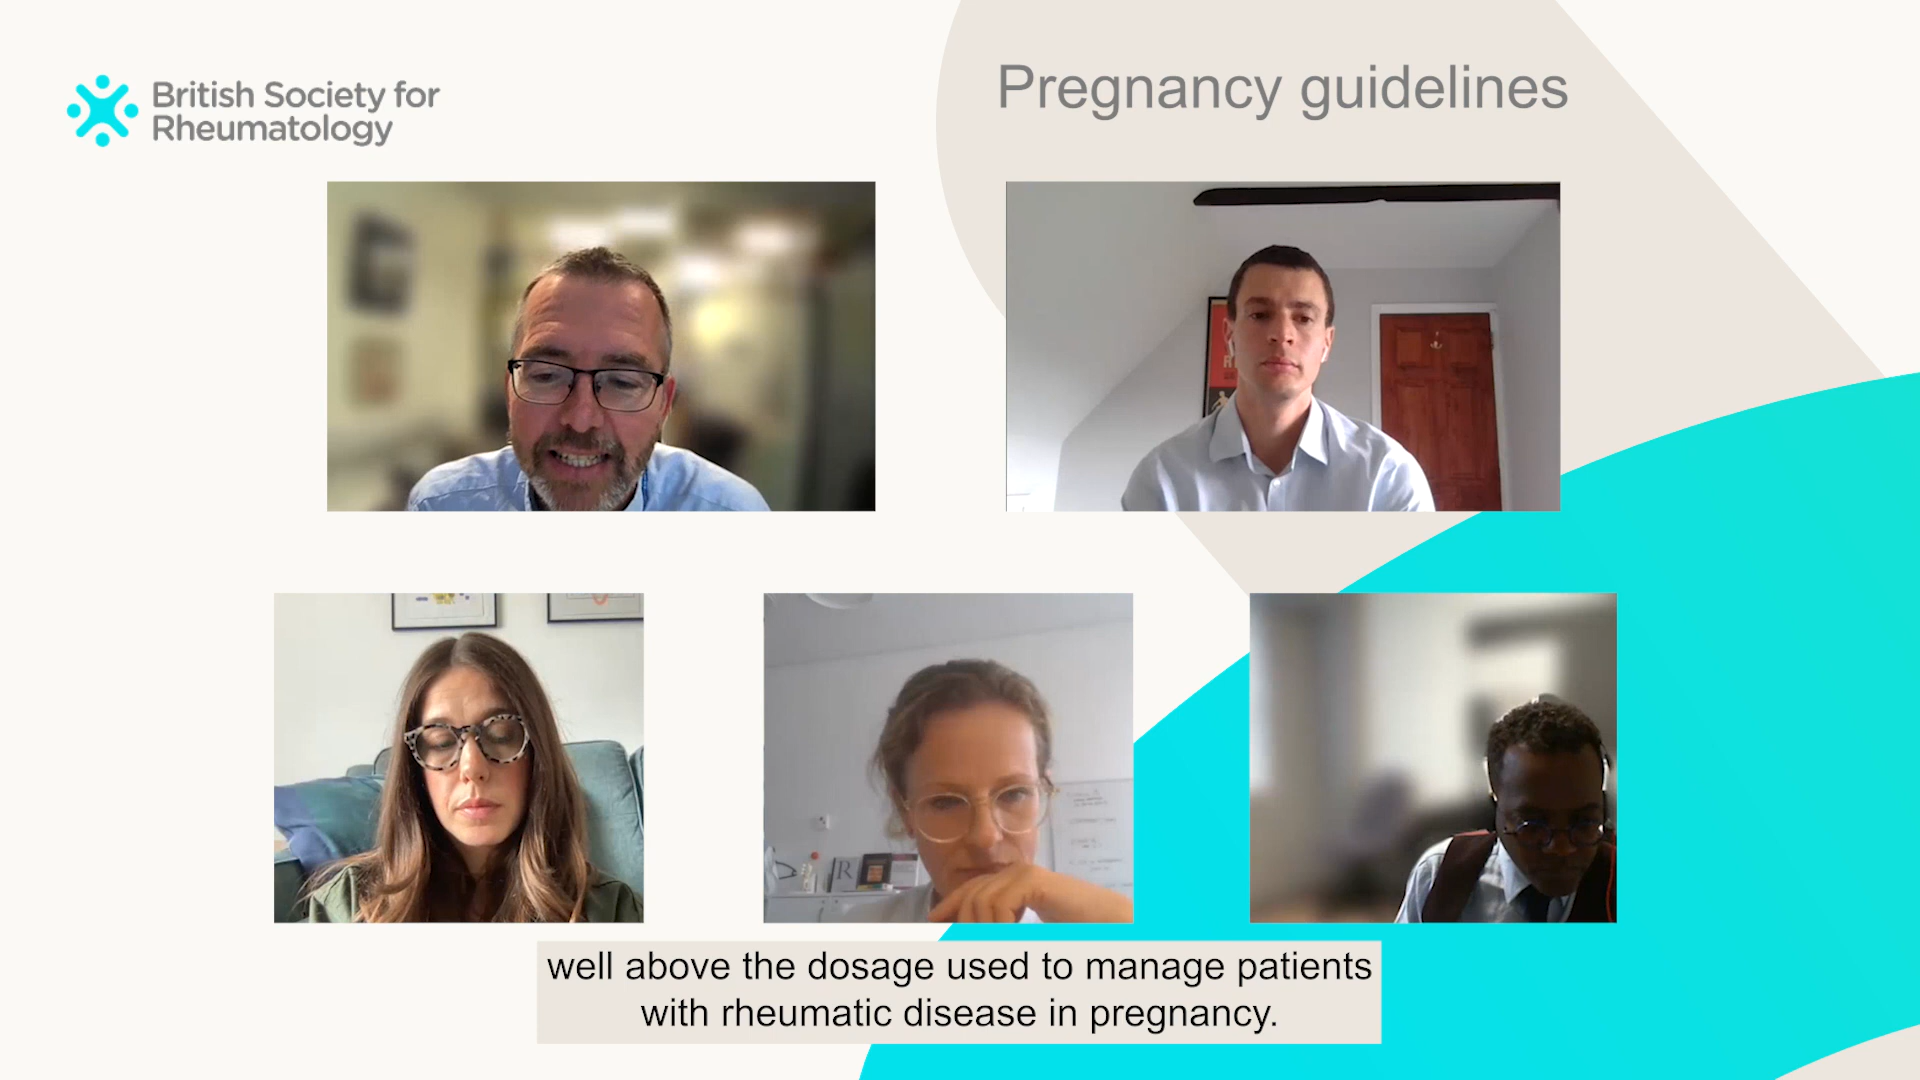 British Society for
Rheumatology
Pregnancy guidelines
R
well above the dosage used to manage patients
with rheumatic disease in pregnancy.